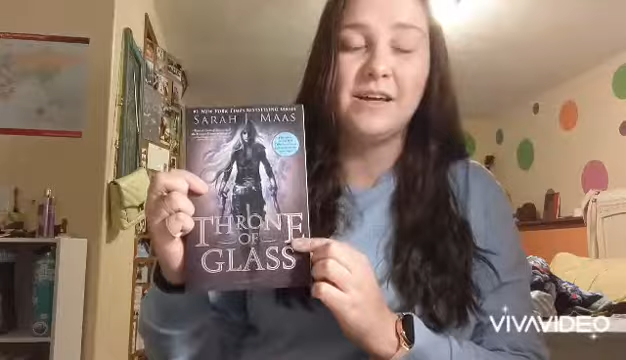 #1 NEW YORK TIMES BESTSELLING SERIES
SARAH J. MAAS
THRONE
OF
GLASS
VIVAVIDEO